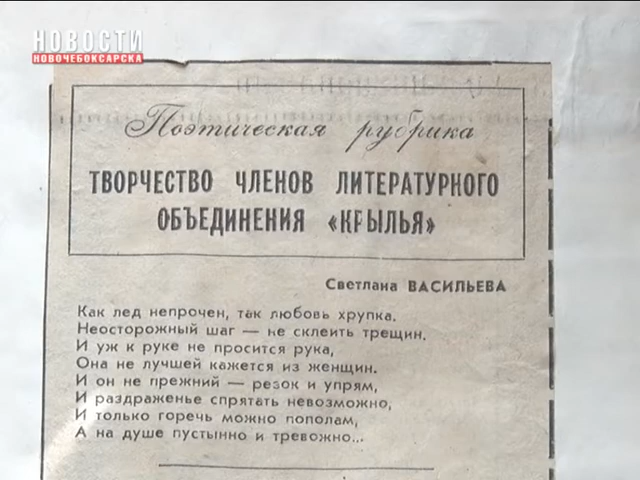 НОВОСТИ
НОВОЧЕБОКСАРСКА
Поэтическая рубрика
ТВОРЧЕСТВО ЧЛЕНОВ ЛИТЕРАТУРНОГО
ОБЪЕДИНЕНИЯ «КРЫЛЬЯ»
Светлана ВАСИЛЬЕВА
Как лед непрочен, так любовь хрупка.
Неосторожный шаг — не склеить трещин.
И уж к руке не просится рука,
Она не лучшей кажется из женщин.
И он не прежний — резок и упрям,
И раздраженье спрятать невозможно,
И только горечь можно пополам,
А на душе пустынно и тревожно...